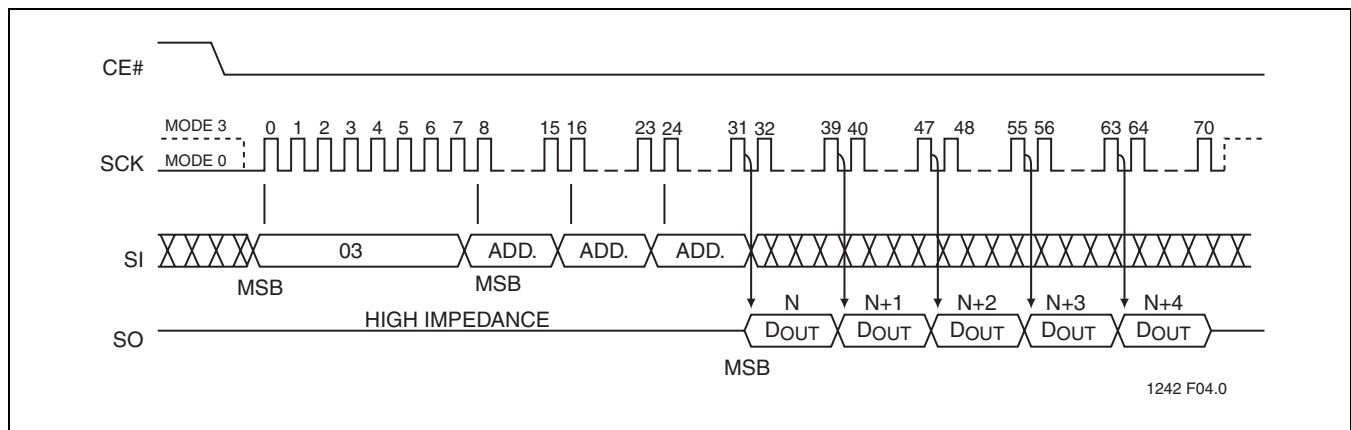 CE#
MODE 3
0 1 2 3 4 5 6 7 8 15 16 23 24 31 32 39 40 47 48 55 56 63 64 70
SCK
MODE 0
SI
03 ADD. ADD. ADD.
MSB MSB
N N+1 N+2 N+3 N+4
HIGH IMPEDANCE
SO
DOUT DOUT DOUT DOUT DOUT
MSB
1242 F04.0